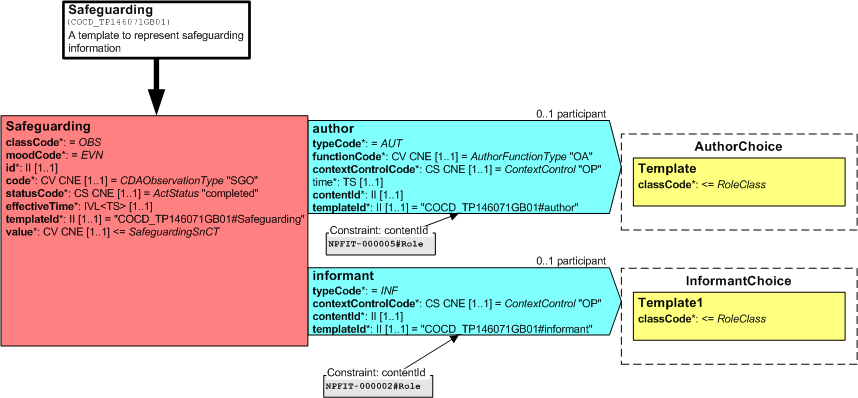 Safeguarding
(COCD_TP146071GB01)
A template to represent safeguarding
information
Safeguarding
classCode*: = OBS
moodCode*: = EVN
id*: II [1..1]
code*: CV CNE [1..1] = CDAObservationType "SGO"
statusCode*: CS CNE [1..1] = ActStatus "completed"
effectiveTime*: IVL<TS> [1..1]
templateId*: II [1..1] = "COCD_TP146071GB01#Safeguarding"
value*: CV CNE [1..1] <= SafeguardingSnCT
0..1 participant
author
typeCode*: = AUT
functionCode*: CV CNE [1..1] = AuthorFunctionType "OA"
contextControlCode*: CS CNE [1..1] = ContextControl "OP"
time*: TS [1..1]
contentId*: II [1..1]
templateId*: II [1..1] = "COCD_TP146071GB01#author"
Constraint: contentId
NPFIT-000005#Role
AuthorChoice
Template
classCode*: <= RoleClass
0..1 participant
informant
typeCode*: = INF
contextControlCode*: CS CNE [1..1] = ContextControl "OP"
contentId*: II [1..1]
templateId*: II [1..1] = "COCD_TP146071GB01#informant"
Constraint: contentId
NPFIT-000002#Role
InformantChoice
Template1
classCode*: <= RoleClass